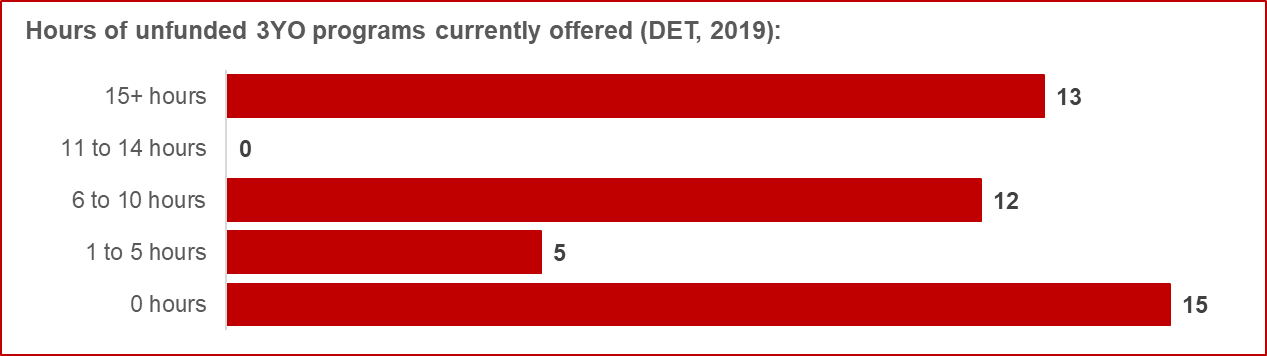 Hours of unfunded 3YO programs currently offered (DET, 2019):
15+ hours 13
11 to 14 hours 0
6 to 10 hours 12
1 to 5 hours 5
0 hours 15